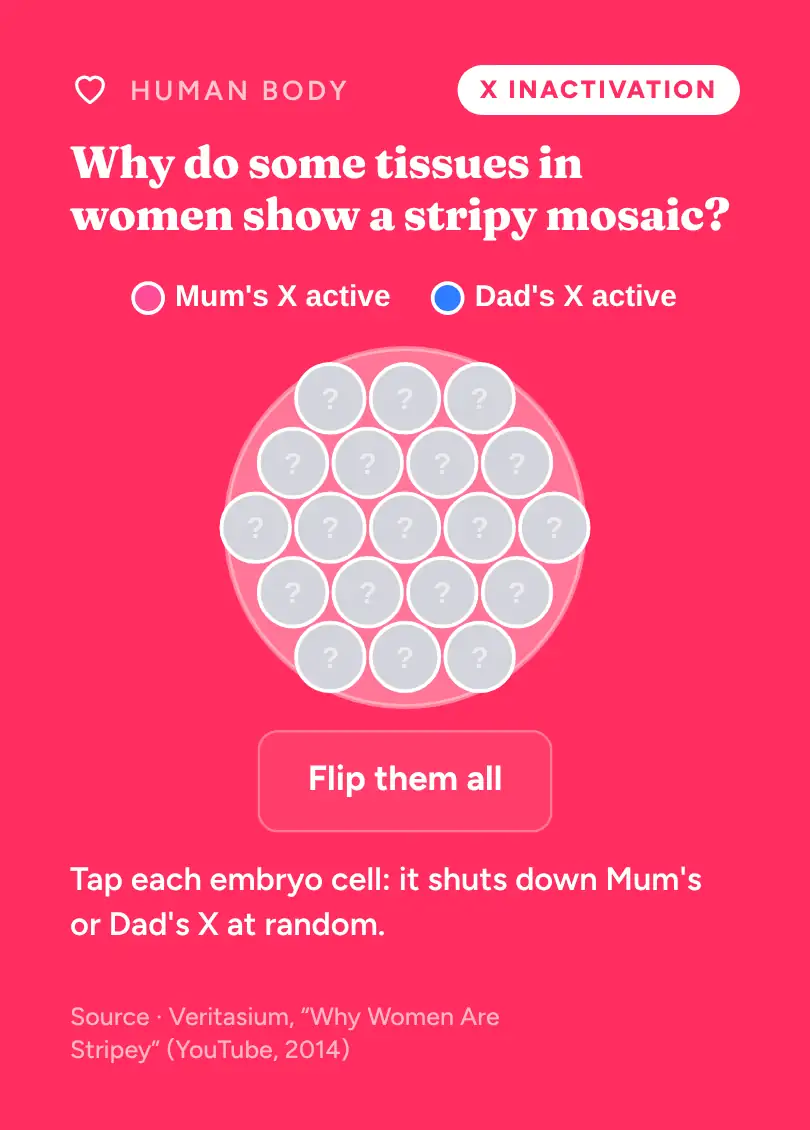 HUMAN BODY
X INACTIVATION
Why do some tissues in
women show a stripy mosaic?
Mum's X active
Dad's X active
? ? ?
? ? ? ?
? ? ? ? ?
? ? ? ?
? ? ?
Flip them all
Tap each embryo cell: it shuts down Mum's
or Dad's X at random.
Source · Veritasium, “Why Women Are
Stripey” (YouTube, 2014)